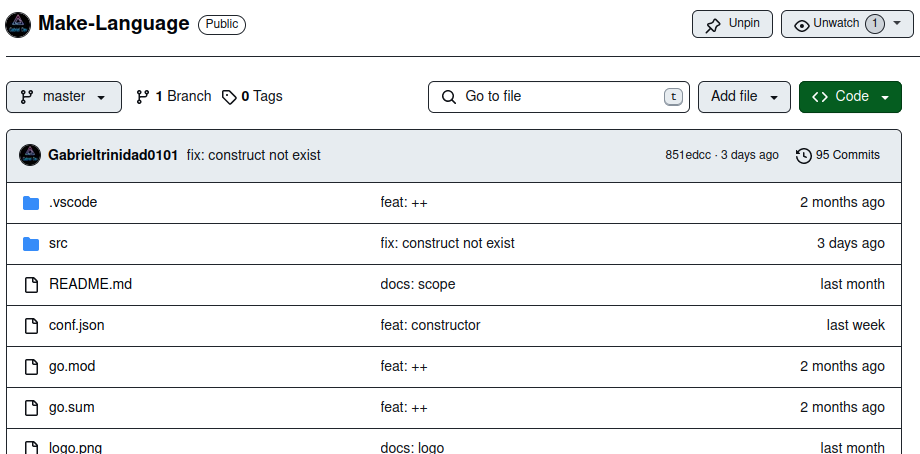 Make-Language Public Unpin Unwatch 1
master 1 Branch 0 Tags Go to file t Add file Code
Gabrieltrinidad0101 fix: construct not exist 851edcc · 3 days ago 95 Commits
.vscode feat: ++ 2 months ago
src fix: construct not exist 3 days ago
README.md docs: scope last month
conf.json feat: constructor last week
go.mod feat: ++ 2 months ago
go.sum feat: ++ 2 months ago
logo.png docs: logo last month